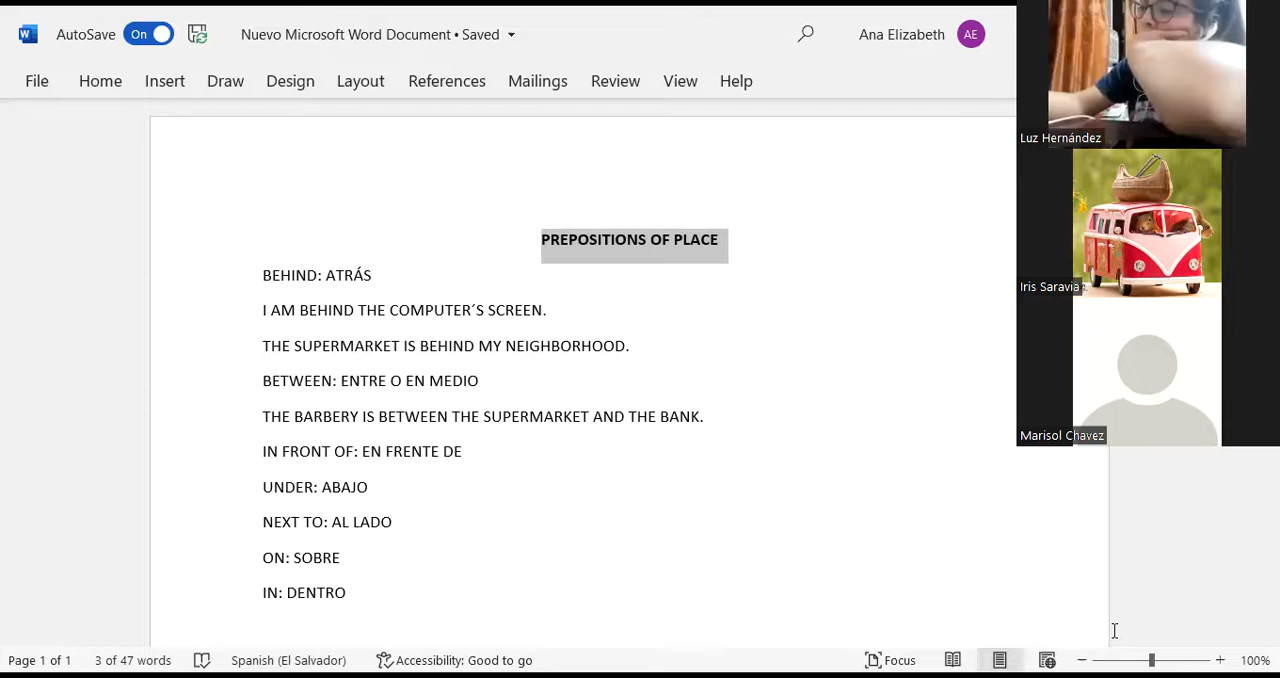 AutoSave On Nuevo Microsoft Word Document • Saved Ana Elizabeth AE
File Home Insert Draw Design Layout References Mailings Review View Help
Luz Hernández
Iris Saravia
Marisol Chavez
PREPOSITIONS OF PLACE
BEHIND: ATRÁS
I AM BEHIND THE COMPUTER´S SCREEN.
THE SUPERMARKET IS BEHIND MY NEIGHBORHOOD.
BETWEEN: ENTRE O EN MEDIO
THE BARBERY IS BETWEEN THE SUPERMARKET AND THE BANK.
IN FRONT OF: EN FRENTE DE
UNDER: ABAJO
NEXT TO: AL LADO
ON: SOBRE
IN: DENTRO
Page 1 of 1 3 of 47 words Spanish (El Salvador) Accessibility: Good to go Focus 100%